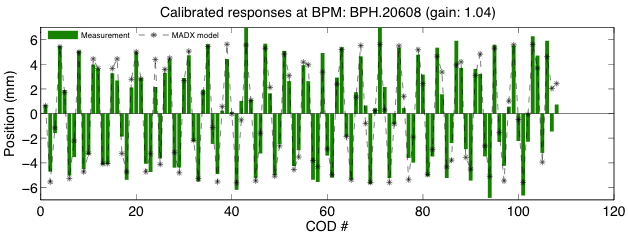 Calibrated responses at BPM: BPH.20608 (gain: 1.04)
Measurement
MADX model
Position (mm)
6
4
2
0
−2
−4
−6
0
20
40
60
80
100
120
COD #